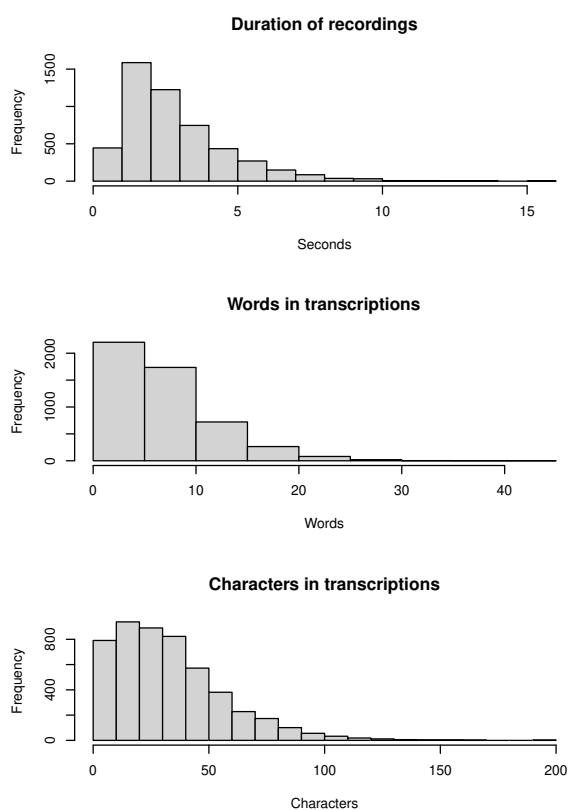 Duration of recordings
Frequency
1500
500
0
0 5 10 15
Seconds
Words in transcriptions
Frequency
2000
1000
0
0 10 20 30 40
Words
Characters in transcriptions
Frequency
800
400
0
0 50 100 150 200
Characters